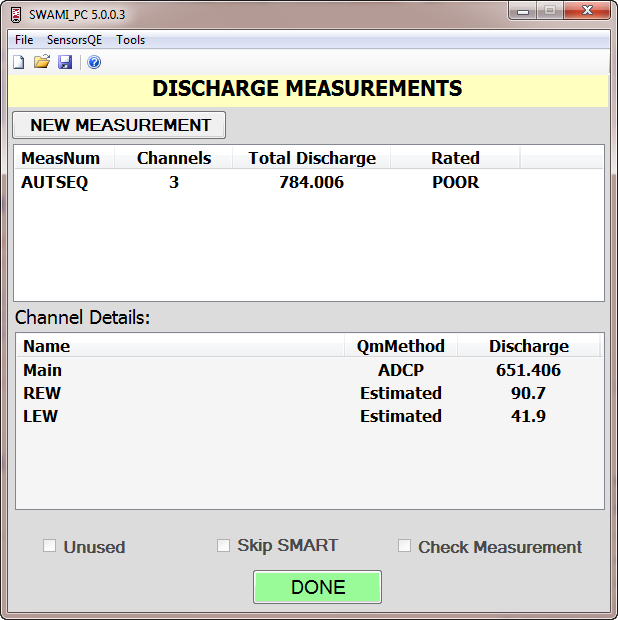 SWAMI_PC 5.0.0.3
File SensorsQE Tools
DISCHARGE MEASUREMENTS
NEW MEASUREMENT
MeasNum Channels Total Discharge Rated
AUTSEQ 3 784.006 POOR
Channel Details:
Name QmMethod Discharge
Main ADCP 651.406
REW Estimated 90.7
LEW Estimated 41.9
Unused Skip SMART Check Measurement
DONE